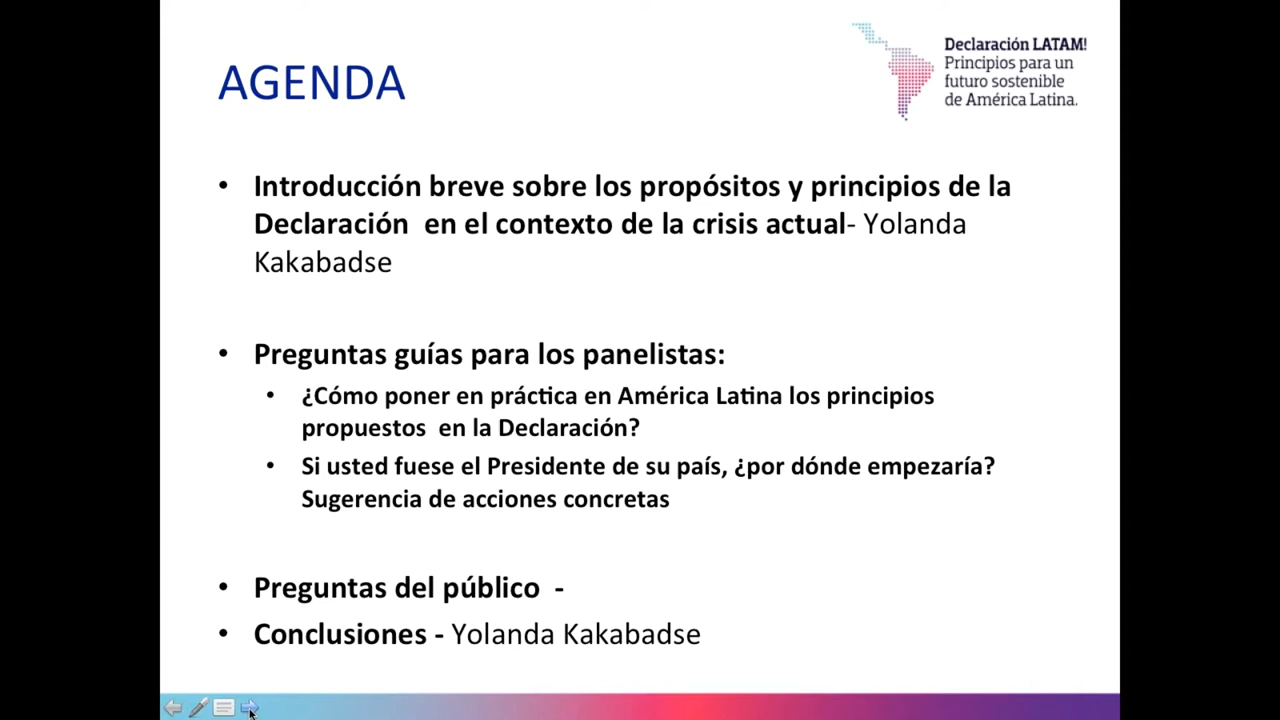 AGENDA
Declaración LATAM!
Principios para un
futuro sostenible
de América Latina.
• Introducción breve sobre los propósitos y principios de la
Declaración  en el contexto de la crisis actual- Yolanda
Kakabadse
• Preguntas guías para los panelistas:
• ¿Cómo poner en práctica en América Latina los principios
propuestos  en la Declaración?
• Si usted fuese el Presidente de su país, ¿por dónde empezaría?
Sugerencia de acciones concretas
• Preguntas del público  -
• Conclusiones - Yolanda Kakabadse